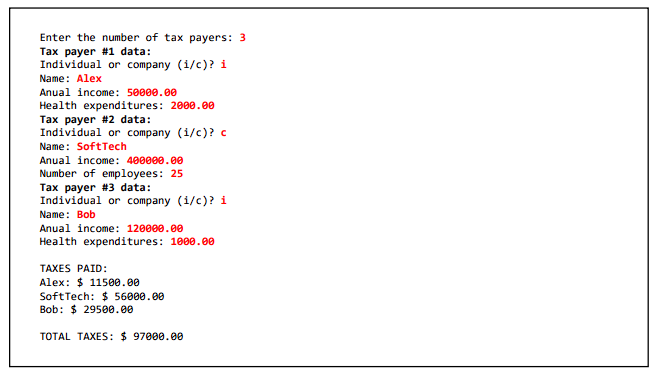 Enter the number of tax payers: 3
Tax payer #1 data:
Individual or company (i/c)? i
Name: Alex
Anual income: 50000.00
Health expenditures: 2000.00
Tax payer #2 data:
Individual or company (i/c)? c
Name: SoftTech
Anual income: 400000.00
Number of employees: 25
Tax payer #3 data:
Individual or company (i/c)? i
Name: Bob
Anual income: 120000.00
Health expenditures: 1000.00
TAXES PAID:
Alex: $ 11500.00
SoftTech: $ 56000.00
Bob: $ 29500.00
TOTAL TAXES: $ 97000.00